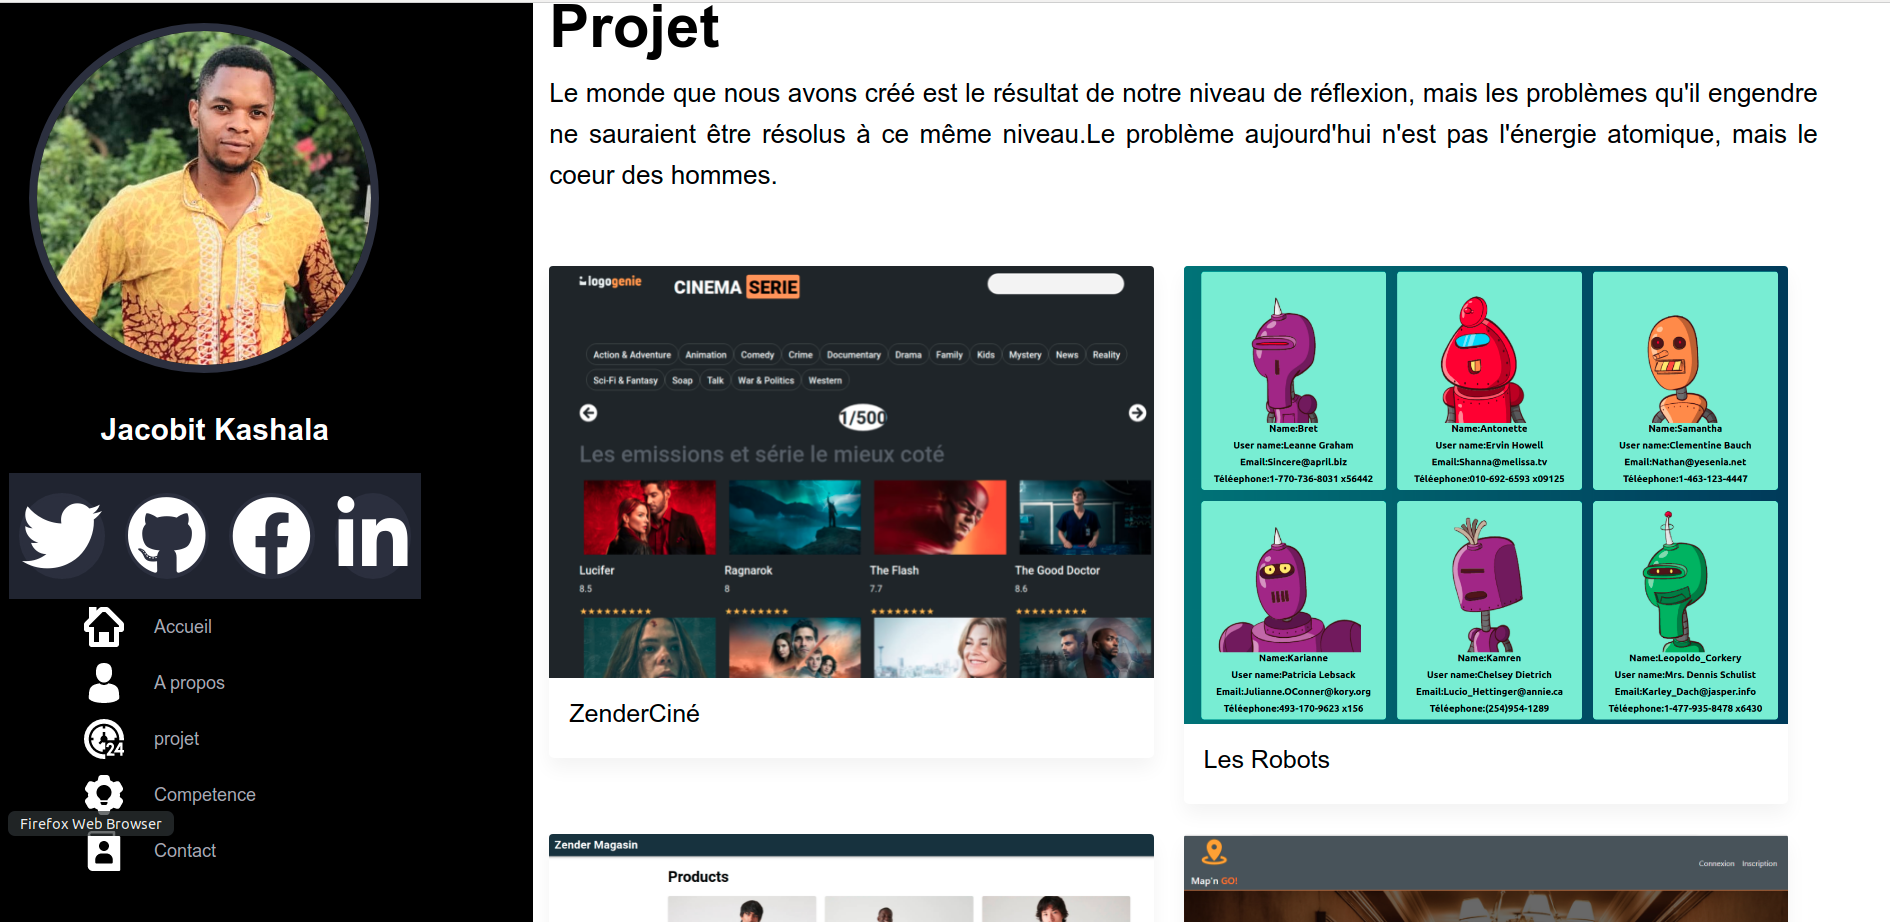 Jacobit Kashala
Accueil
A propos
24
projet
Competence
Firefox Web Browser
Contact
Projet
Le monde que nous avons créé est le résultat de notre niveau de réflexion, mais les problèmes qu'il engendre
ne sauraient être résolus à ce même niveau.Le problème aujourd'hui n'est pas l'énergie atomique, mais le
coeur des hommes.
logogenie
CINEMA SERIE
Action & Adventure Animation Comedy Crime Documentary Drama Family Kids Mystery News Reality
Sci-Fi & Fantasy Soap Talk War & Politics Western
1/500
Les emissions et série le mieux coté
Lucifer Ragnarok The Flash The Good Doctor
8.5 8 7.7 8.6
ZenderCiné
Name:Bret
User name:Leanne Graham
Email:Sincere@april.biz
Téléephone:1-770-736-8031 x56442
Name:Antonette
User name:Ervin Howell
Email:Shanna@melissa.tv
Téléephone:010-692-6593 x09125
Name:Samantha
User name:Clementine Bauch
Email:Nathan@yesenia.net
Téléephone:1-463-123-4447
Name:Karianne
User name:Patricia Lebsack
Email:Julianne.OConner@kory.org
Téléephone:493-170-9623 x156
Name:Kamren
User name:Chelsey Dietrich
Email:Lucio_Hettinger@annie.ca
Téléephone:(254)954-1289
Name:Leopoldo_Corkery
User name:Mrs. Dennis Schulist
Email:Karley_Dach@jasper.info
Téléephone:1-477-935-8478 x6430
Les Robots
Zender Magasin
Products
Map'n GO!
Connexion Inscription